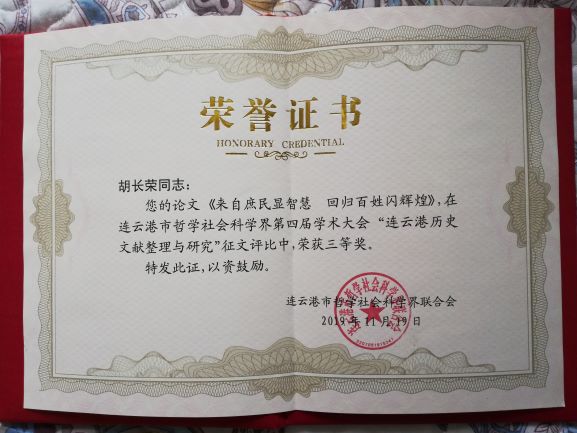 荣誉证书
HONORARY CREDENTIAL
胡长荣同志：
您的论文《来自庶民显智慧　回归百姓闪辉煌》，在
连云港市哲学社会科学界第四届学术大会“连云港历史
文献整理与研究”征文评比中，荣获三等奖。
特发此证，以资鼓励。
连云港市哲学社会科学界联合会
2019年11月19日